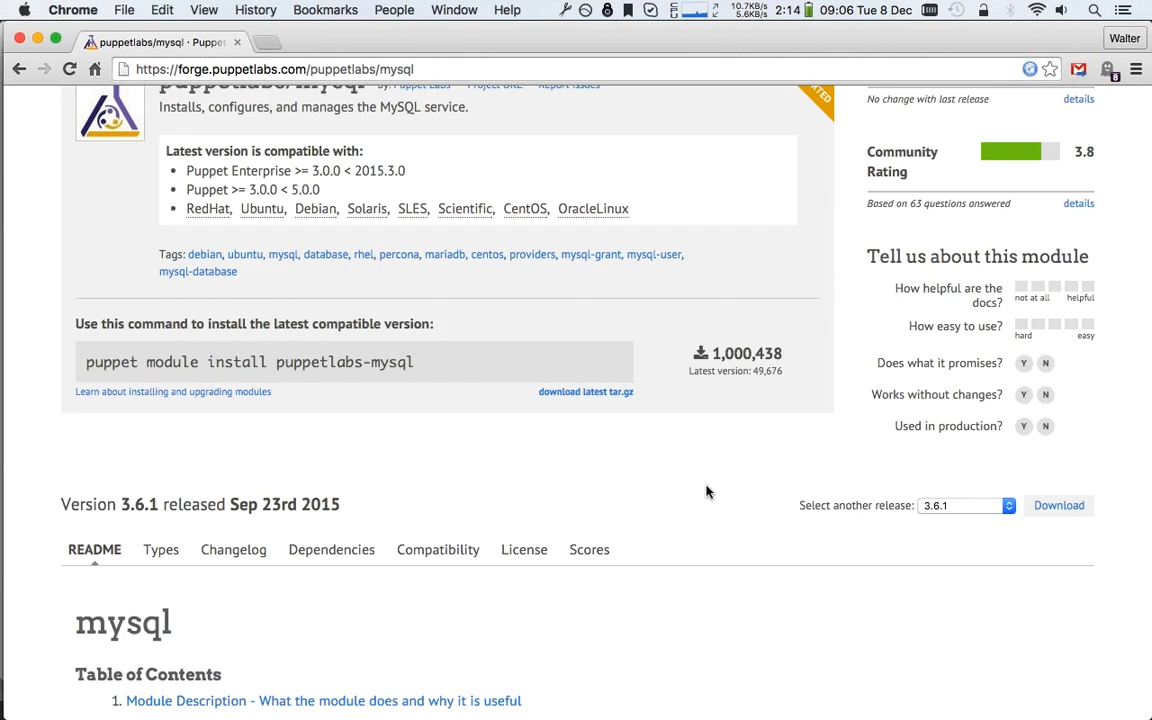 Chrome File Edit View History Bookmarks People Window Help 10.7KB/s 5.6KB/s 2:14 09:06 Tue 8 Dec
puppetlabs/mysql · Puppet
Walter
https://forge.puppetlabs.com/puppetlabs/mysql
puppetlabs/mysql by: Puppet Labs Project URL Report issues
Installs, configures, and manages the MySQL service.
Latest version is compatible with:
• Puppet Enterprise >= 3.0.0 < 2015.3.0
• Puppet >= 3.0.0 < 5.0.0
• RedHat, Ubuntu, Debian, Solaris, SLES, Scientific, CentOS, OracleLinux
Tags: debian, ubuntu, mysql, database, rhel, percona, mariadb, centos, providers, mysql-grant, mysql-user,
mysql-database
Use this command to install the latest compatible version:
puppet module install puppetlabs-mysql
1,000,438
Latest version: 49,676
Learn about installing and upgrading modules
download latest tar.gz
No change with last release details
Community
Rating
3.8
Based on 63 questions answered details
Tell us about this module
How helpful are the
docs?
not at all helpful
How easy to use?
hard easy
Does what it promises? Y N
Works without changes? Y N
Used in production? Y N
Version 3.6.1 released Sep 23rd 2015
Select another release: 3.6.1 Download
README Types Changelog Dependencies Compatibility License Scores
mysql
Table of Contents
1. Module Description - What the module does and why it is useful